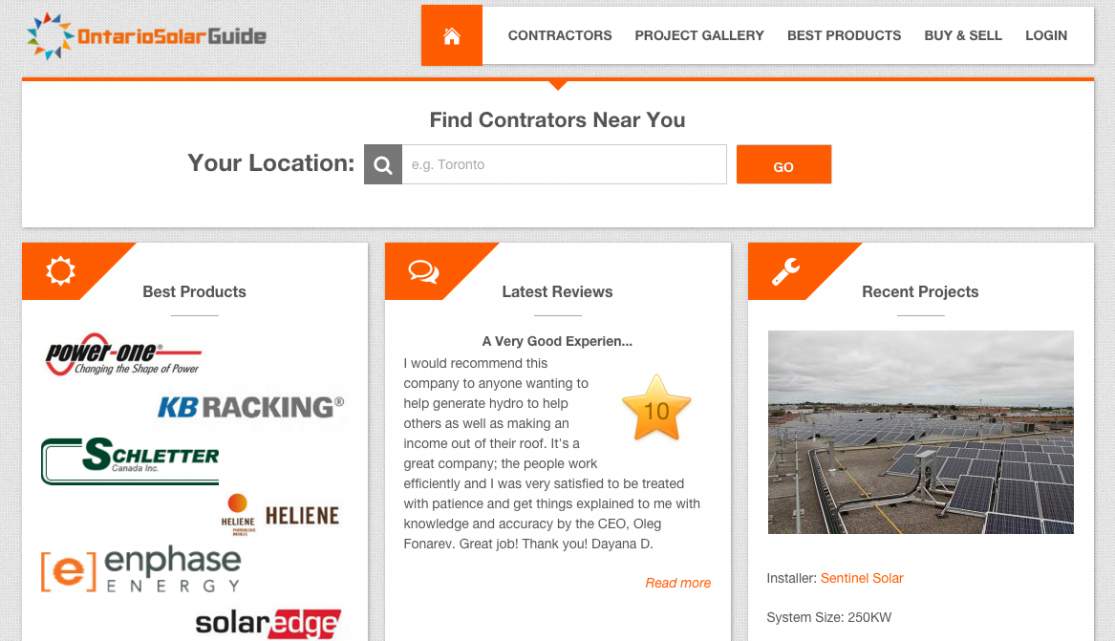 OntarioSolarGuide
CONTRACTORS PROJECT GALLERY BEST PRODUCTS BUY & SELL LOGIN
Find Contrators Near You
Your Location: e.g. Toronto GO
Best Products
power-one®
Changing the Shape of Power
KB RACKING®
SCHLETTER
Canada Inc.
HELIENE
HELIENE
[e] enphase
ENERGY
solaredge
Latest Reviews
A Very Good Experien...
I would recommend this
company to anyone wanting to
help generate hydro to help
others as well as making an
income out of their roof. It's a
great company; the people work
efficiently and I was very satisfied to be treated
with patience and get things explained to me with
knowledge and accuracy by the CEO, Oleg
Fonarev. Great job! Thank you! Dayana D.
10
Read more
Recent Projects
Installer: Sentinel Solar
System Size: 250KW